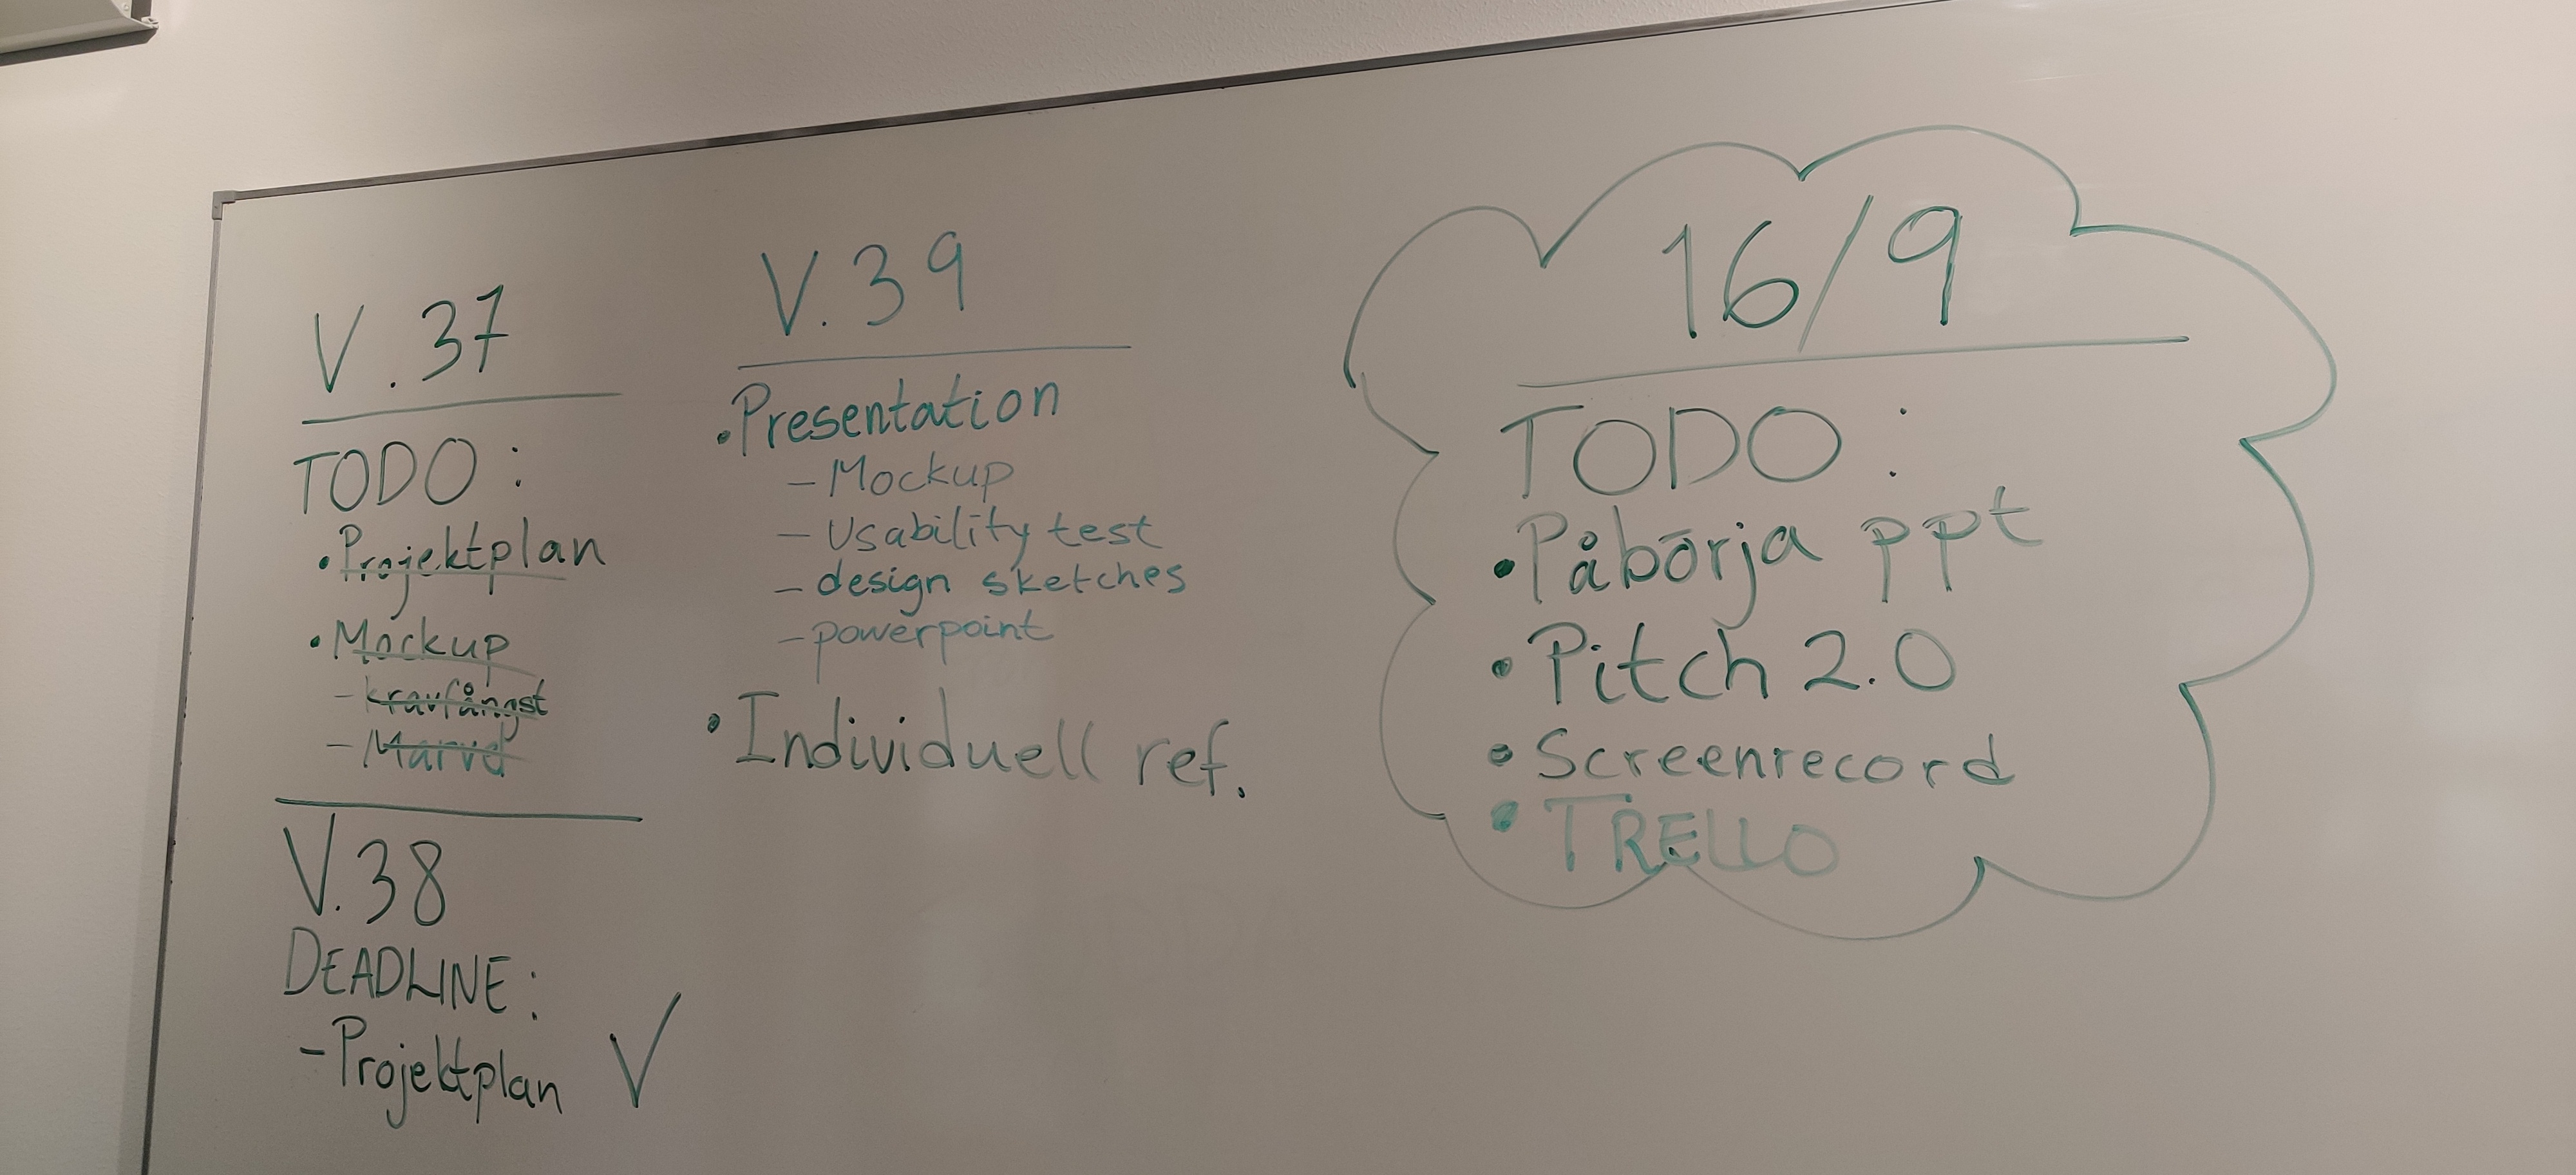 V.37
TODO:
• Projektplan
• Mockup
- kravfångst
- Marvel
V.38
DEADLINE:
- Projektplan ✓
V.39
• Presentation
- Mockup
- Usability test
- design sketches
- powerpoint
• Individuell ref.
16/9
TODO:
• Påbörja ppt
• Pitch 2.0
• Screenrecord
• TRELLO